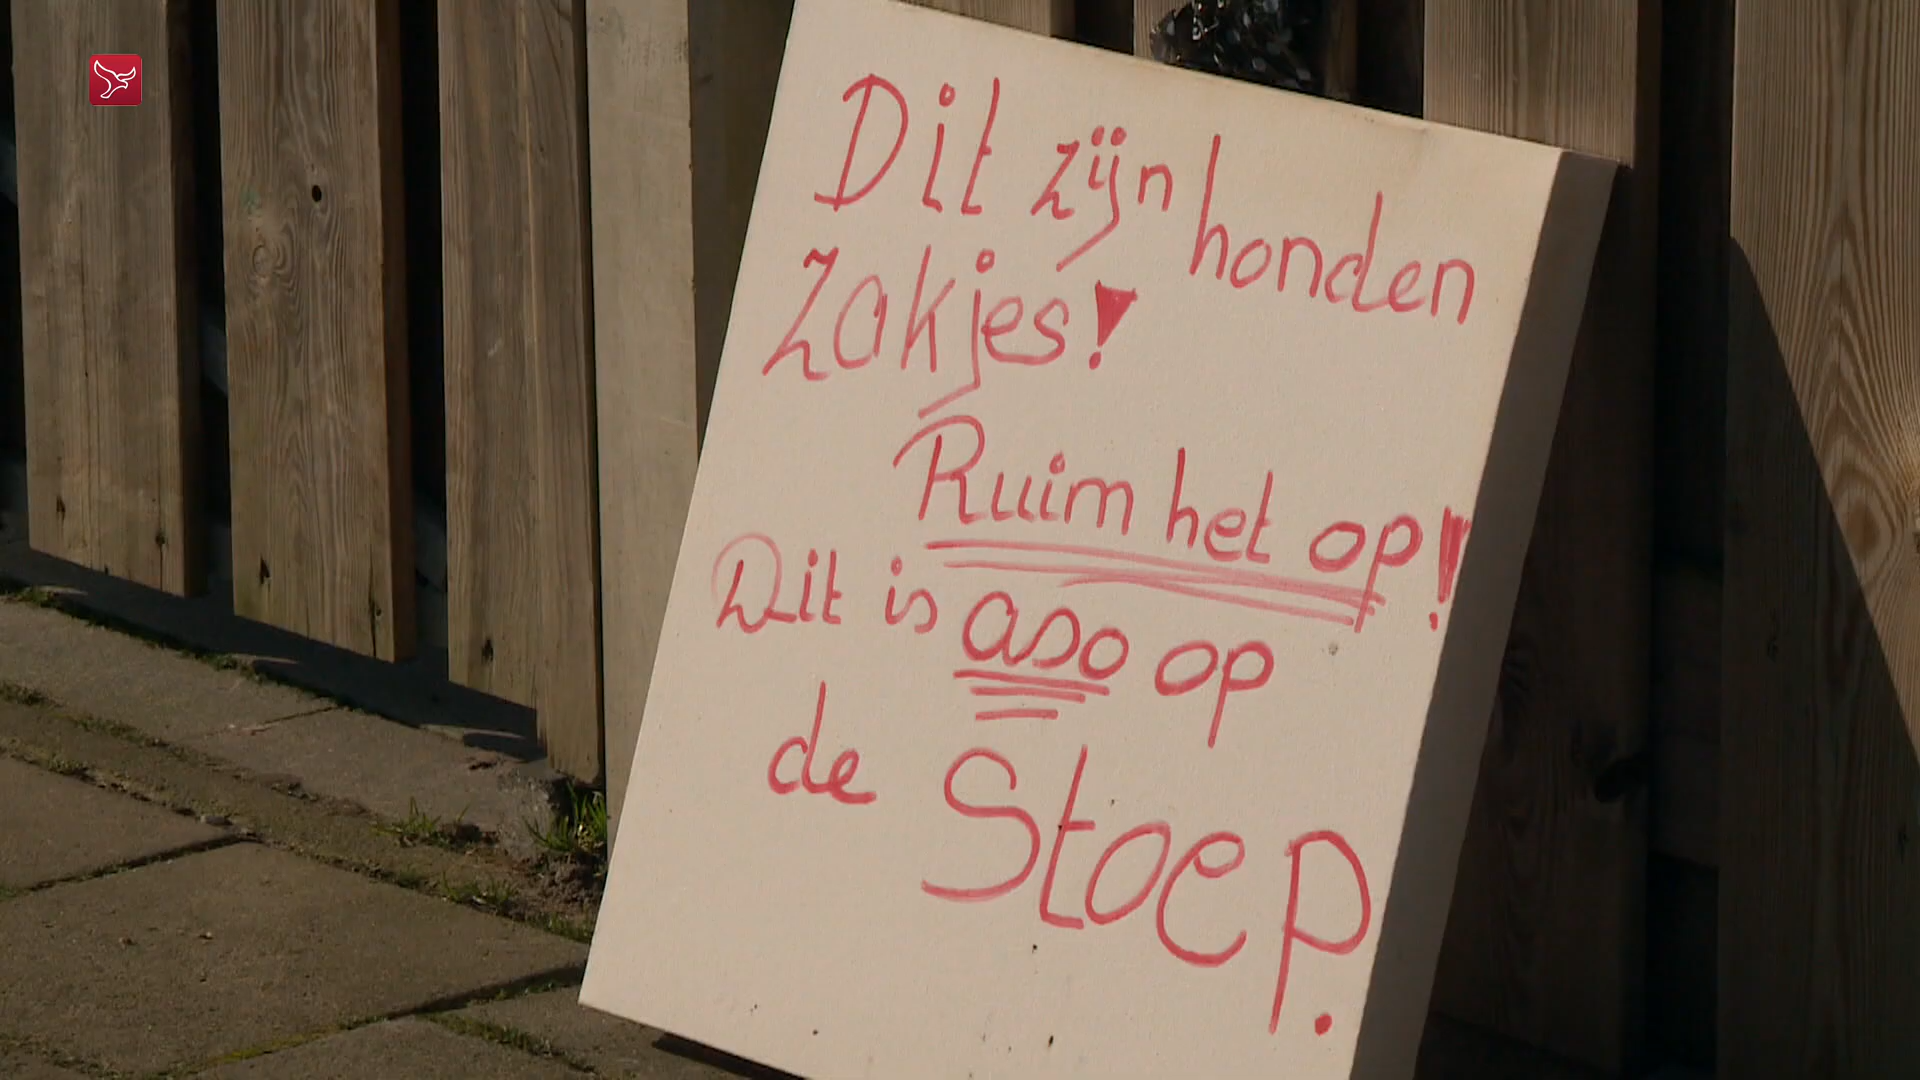 Dit zijn honden
Zakjes!
Ruim het op!
Dit is aso op
de Stoep.